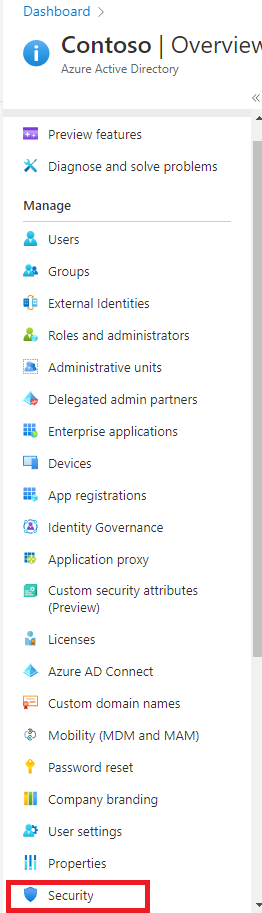 Dashboard >
Contoso | Overview
Azure Active Directory
«
Preview features
Diagnose and solve problems
Manage
Users
Groups
External Identities
Roles and administrators
Administrative units
Delegated admin partners
Enterprise applications
Devices
App registrations
Identity Governance
Application proxy
Custom security attributes
(Preview)
Licenses
Azure AD Connect
Custom domain names
Mobility (MDM and MAM)
Password reset
Company branding
User settings
Properties
Security